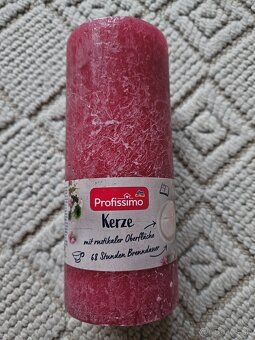 Profissimo
Kerze
mit rustikaler Oberfläche
68 Stunden Brenndauer